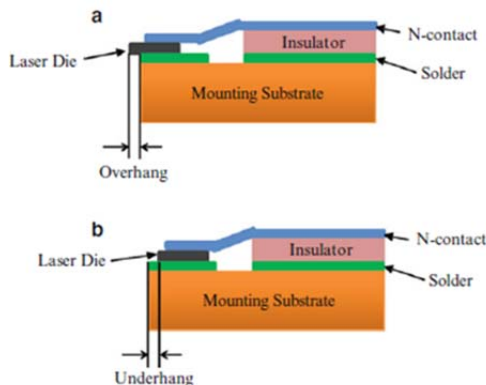 a
N-contact
Insulator
Laser Die
Solder
Mounting Substrate
Overhang
b
N-contact
Insulator
Laser Die
Solder
Mounting Substrate
Underhang